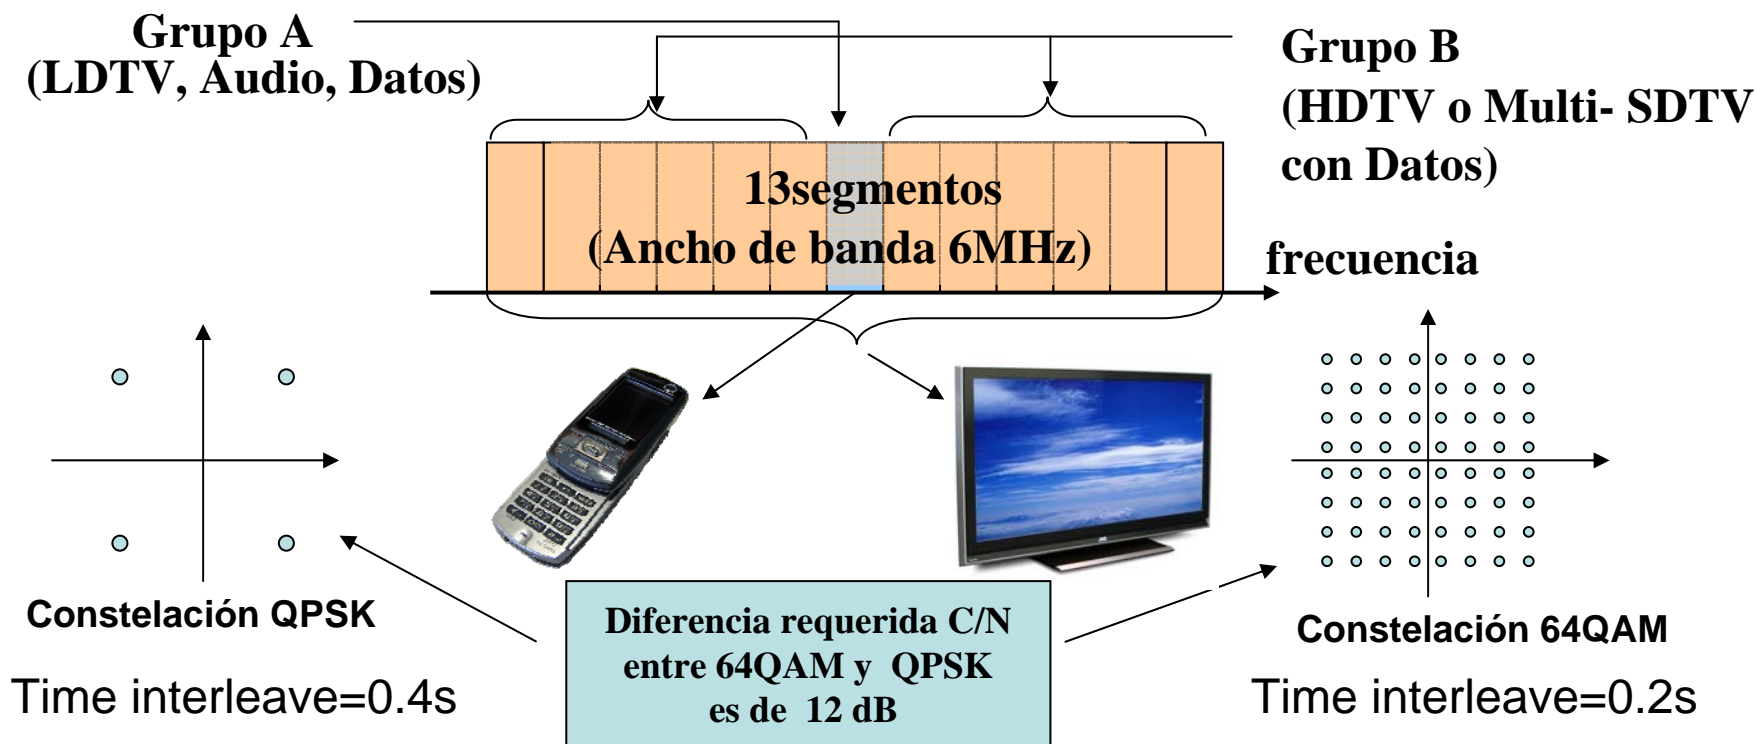 Grupo A
(LDTV, Audio, Datos)
Grupo B
(HDTV o Multi- SDTV
con Datos)
13segmentos
(Ancho de banda 6MHz)
frecuencia
Constelación QPSK
Time interleave=0.4s
Diferencia requerida C/N
entre 64QAM y QPSK
es de 12 dB
Constelación 64QAM
Time interleave=0.2s